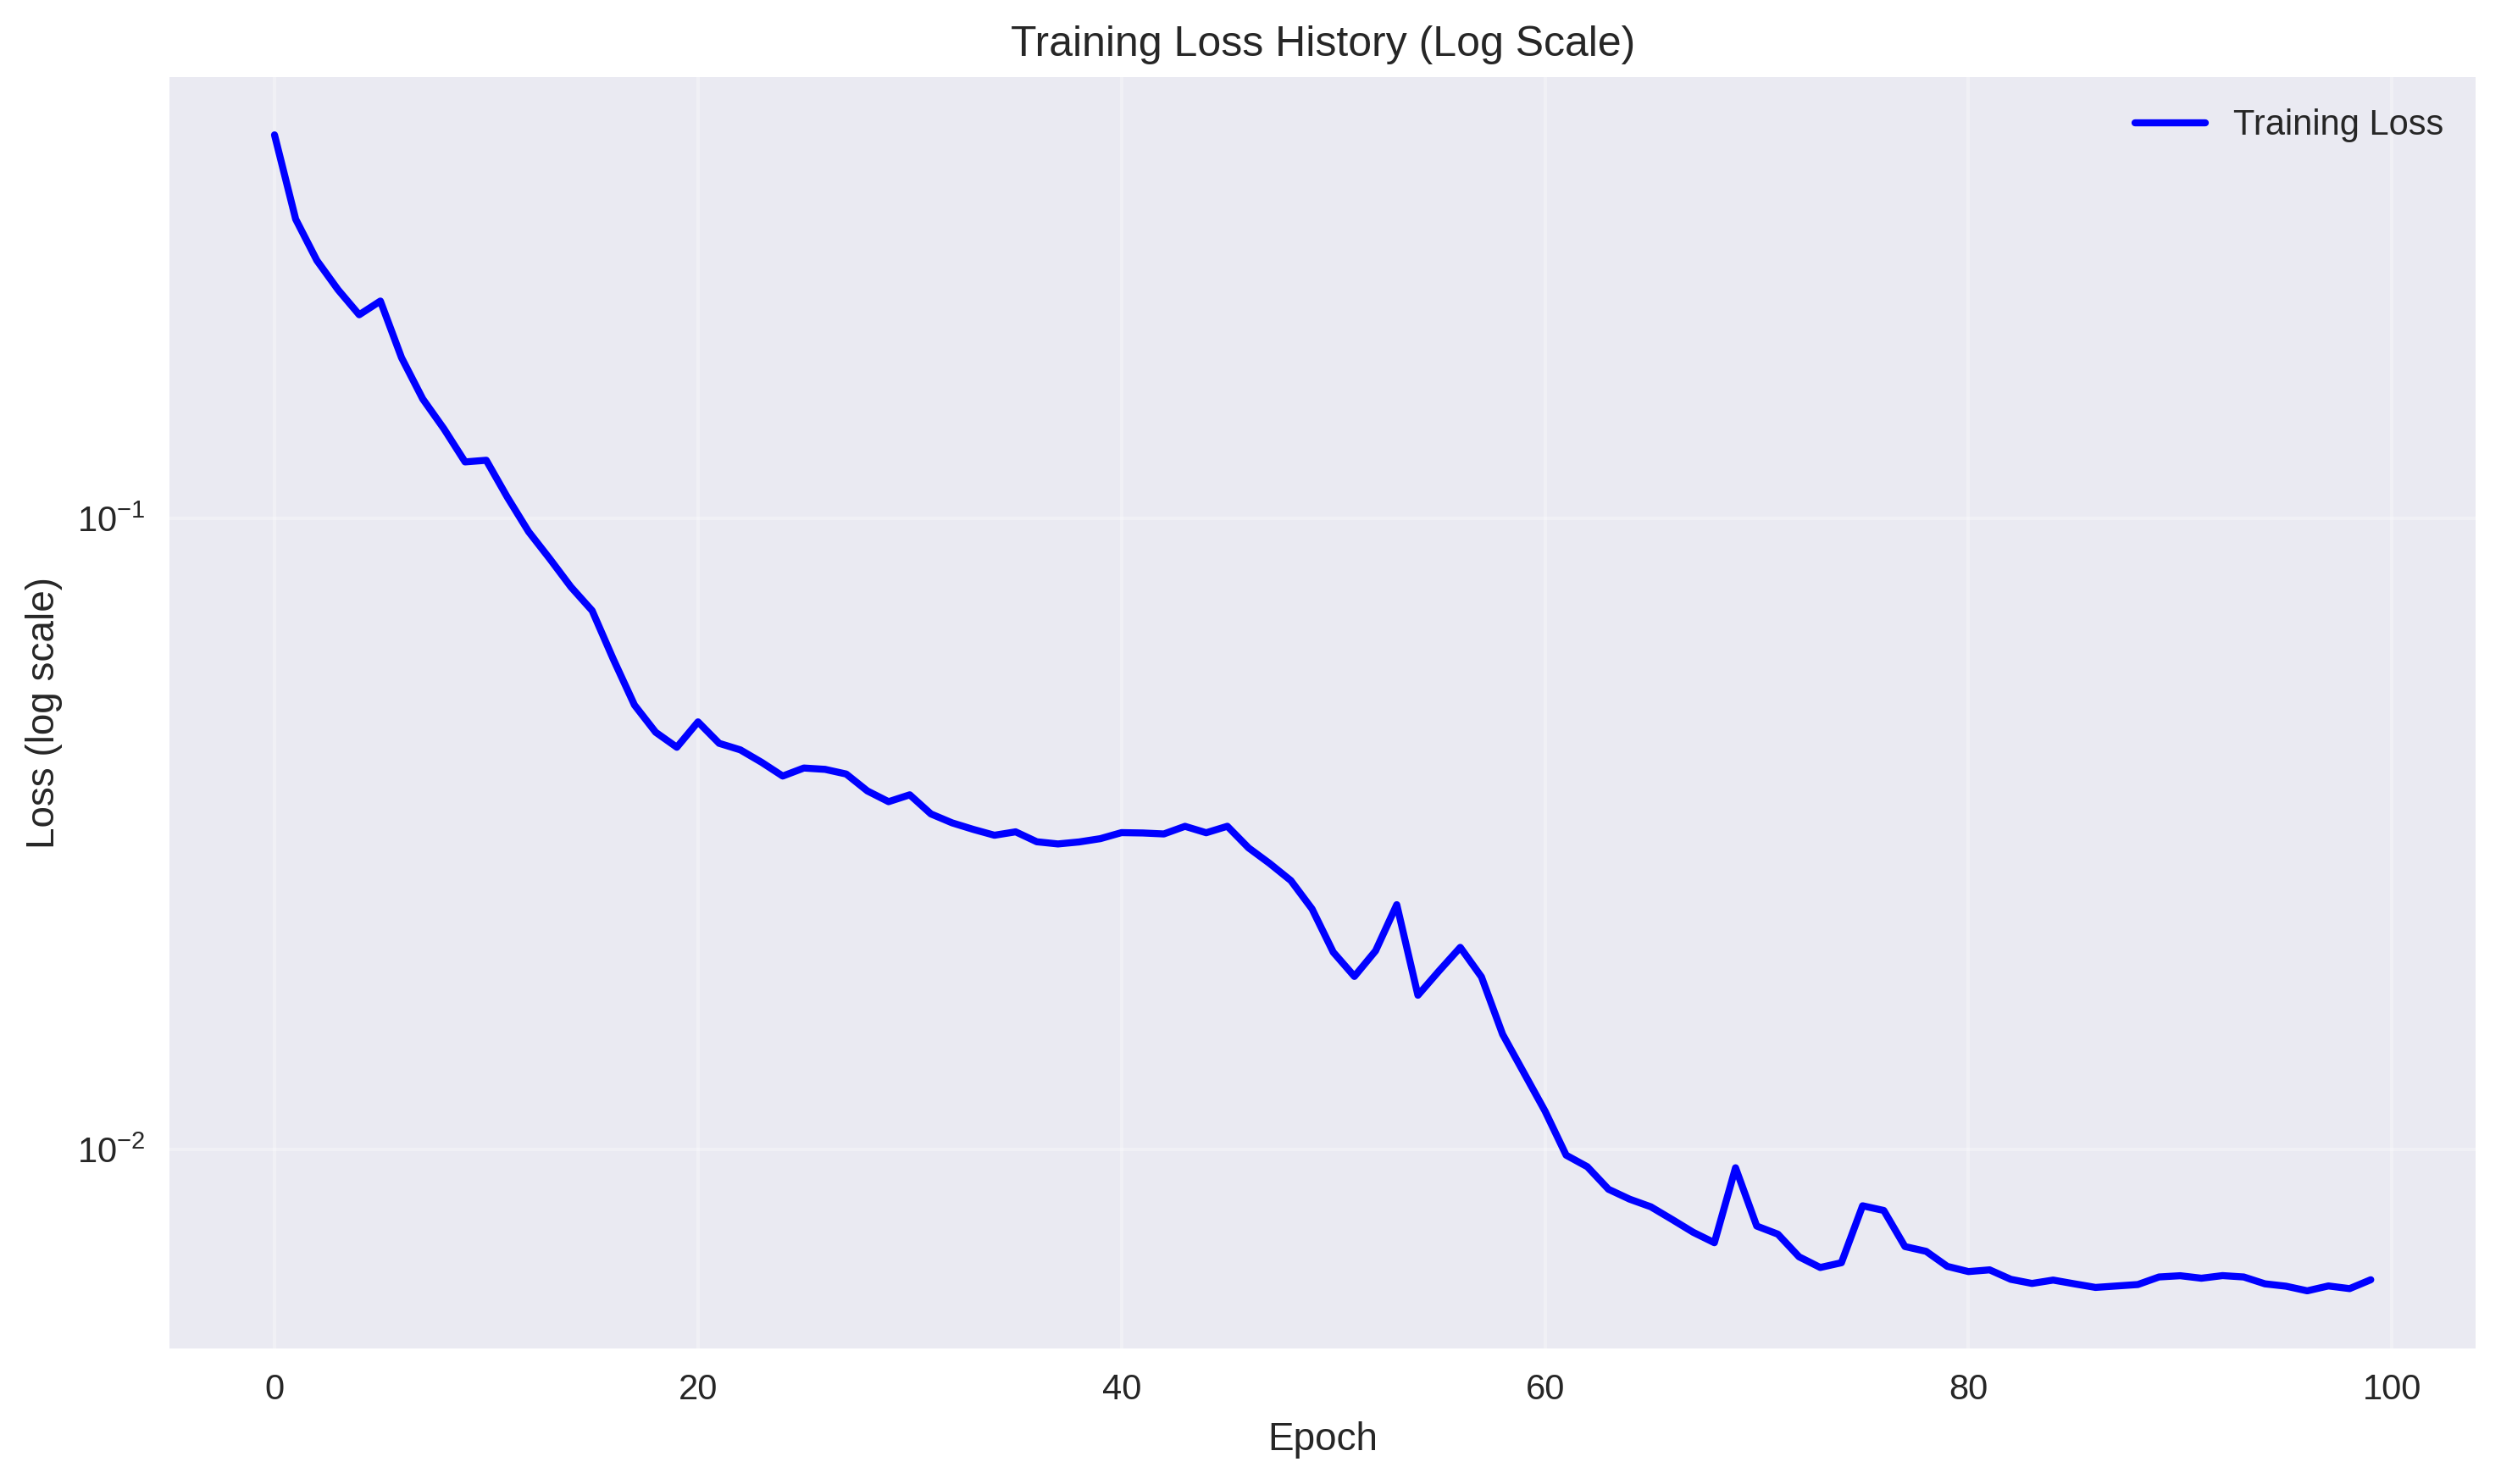 Training Loss History (Log Scale)
Training Loss
10⁻¹
10⁻²
Loss (log scale)
0 20 40 60 80 100
Epoch